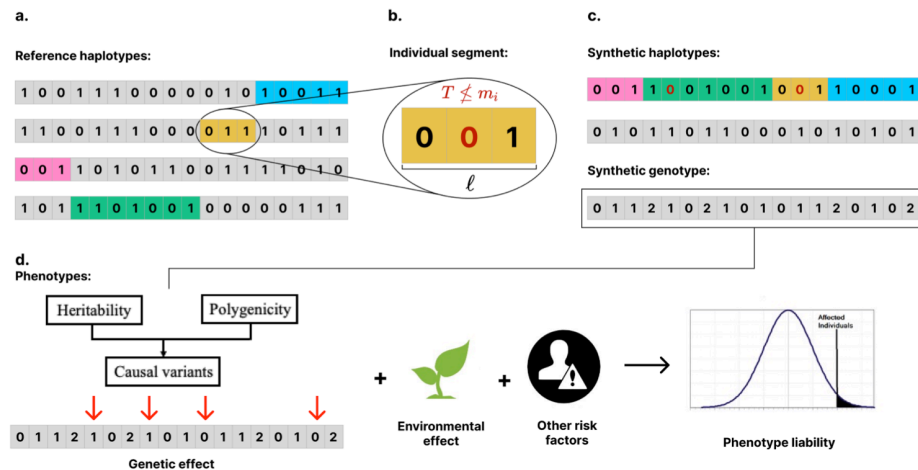 a.
Reference haplotypes:
1 0 0 1 1 1 0 0 0 0 0 1 0 1 0 0 1 1
1 1 0 0 1 1 1 0 0 0 0 1 1 1 0 1 1 1
0 0 1 1 0 1 1 0 1 1 0 0 1 1 1 0 1 0
1 0 1 1 1 0 1 0 0 1 0 0 0 0 0 1 1 1
b.
Individual segment:
T ≰ mᵢ
0 0 1
ℓ
c.
Synthetic haplotypes:
0 0 1 1 0 0 1 0 0 1 0 0 1 1 0 0 0 1
0 1 0 1 1 0 1 1 0 0 0 1 0 1 0 1 0 1
Synthetic genotype:
0 1 1 2 1 0 2 1 0 1 0 1 1 2 0 1 0 2
d.
Phenotypes:
Heritability
Polygenicity
Causal variants
0 1 1 2 1 0 2 1 0 1 0 1 1 2 0 1 0 2
Genetic effect
+
Environmental
effect
+
Other risk
factors
Affected
Individuals
Phenotype liability